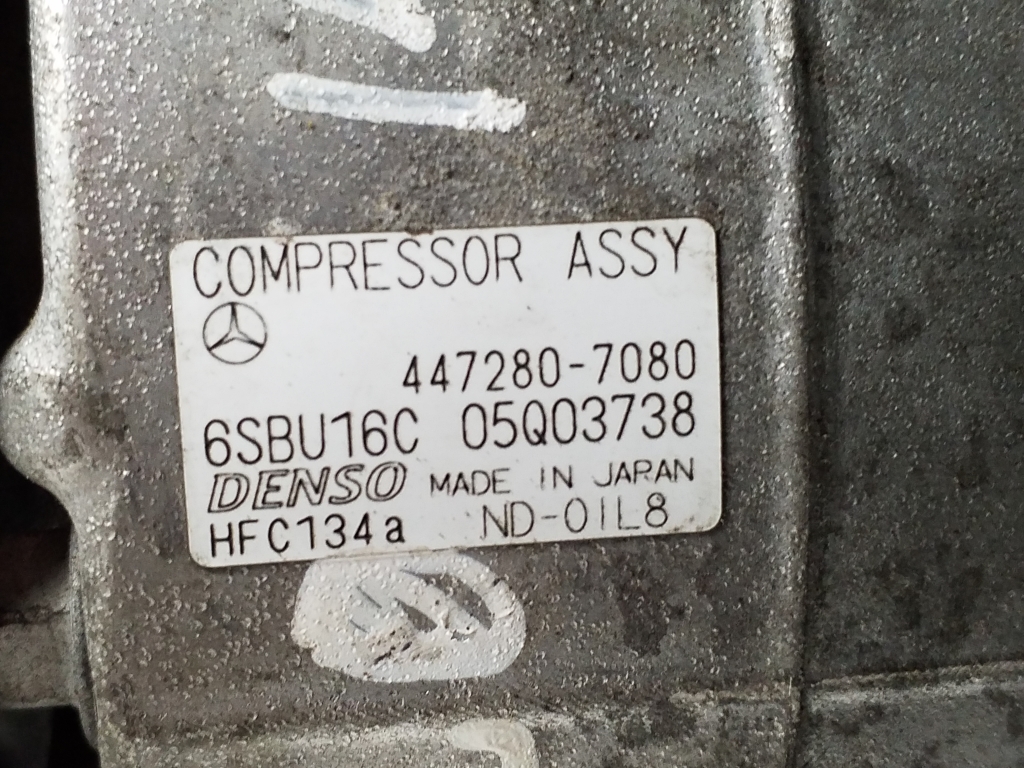 COMPRESSOR ASSY
447280-7080
6SBU16C 05Q03738
DENSO MADE IN JAPAN
HFC134a ND-OIL8